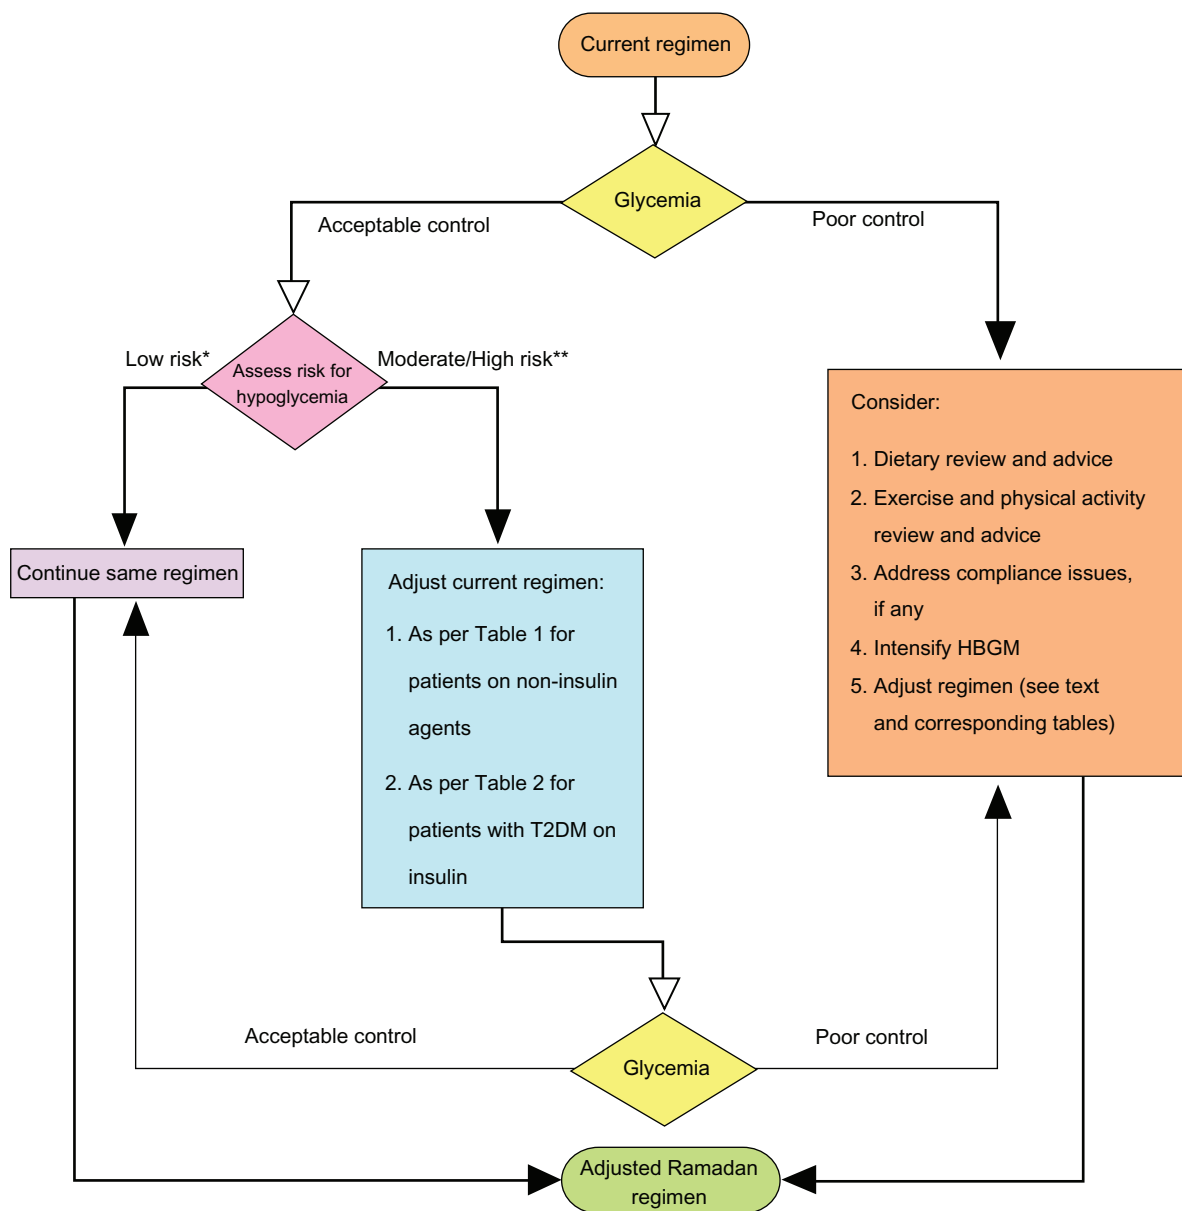 Current regimen
Glycemia
Acceptable control
Poor control
Low risk*
Moderate/High risk**
Assess risk for
hypoglycemia
Continue same regimen
Adjust current regimen:
1. As per Table 1 for
patients on non-insulin
agents
2. As per Table 2 for
patients with T2DM on
insulin
Consider:
1. Dietary review and advice
2. Exercise and physical activity
review and advice
3. Address compliance issues,
if any
4. Intensify HBGM
5. Adjust regimen (see text
and corresponding tables)
Acceptable control
Glycemia
Poor control
Adjusted Ramadan
regimen